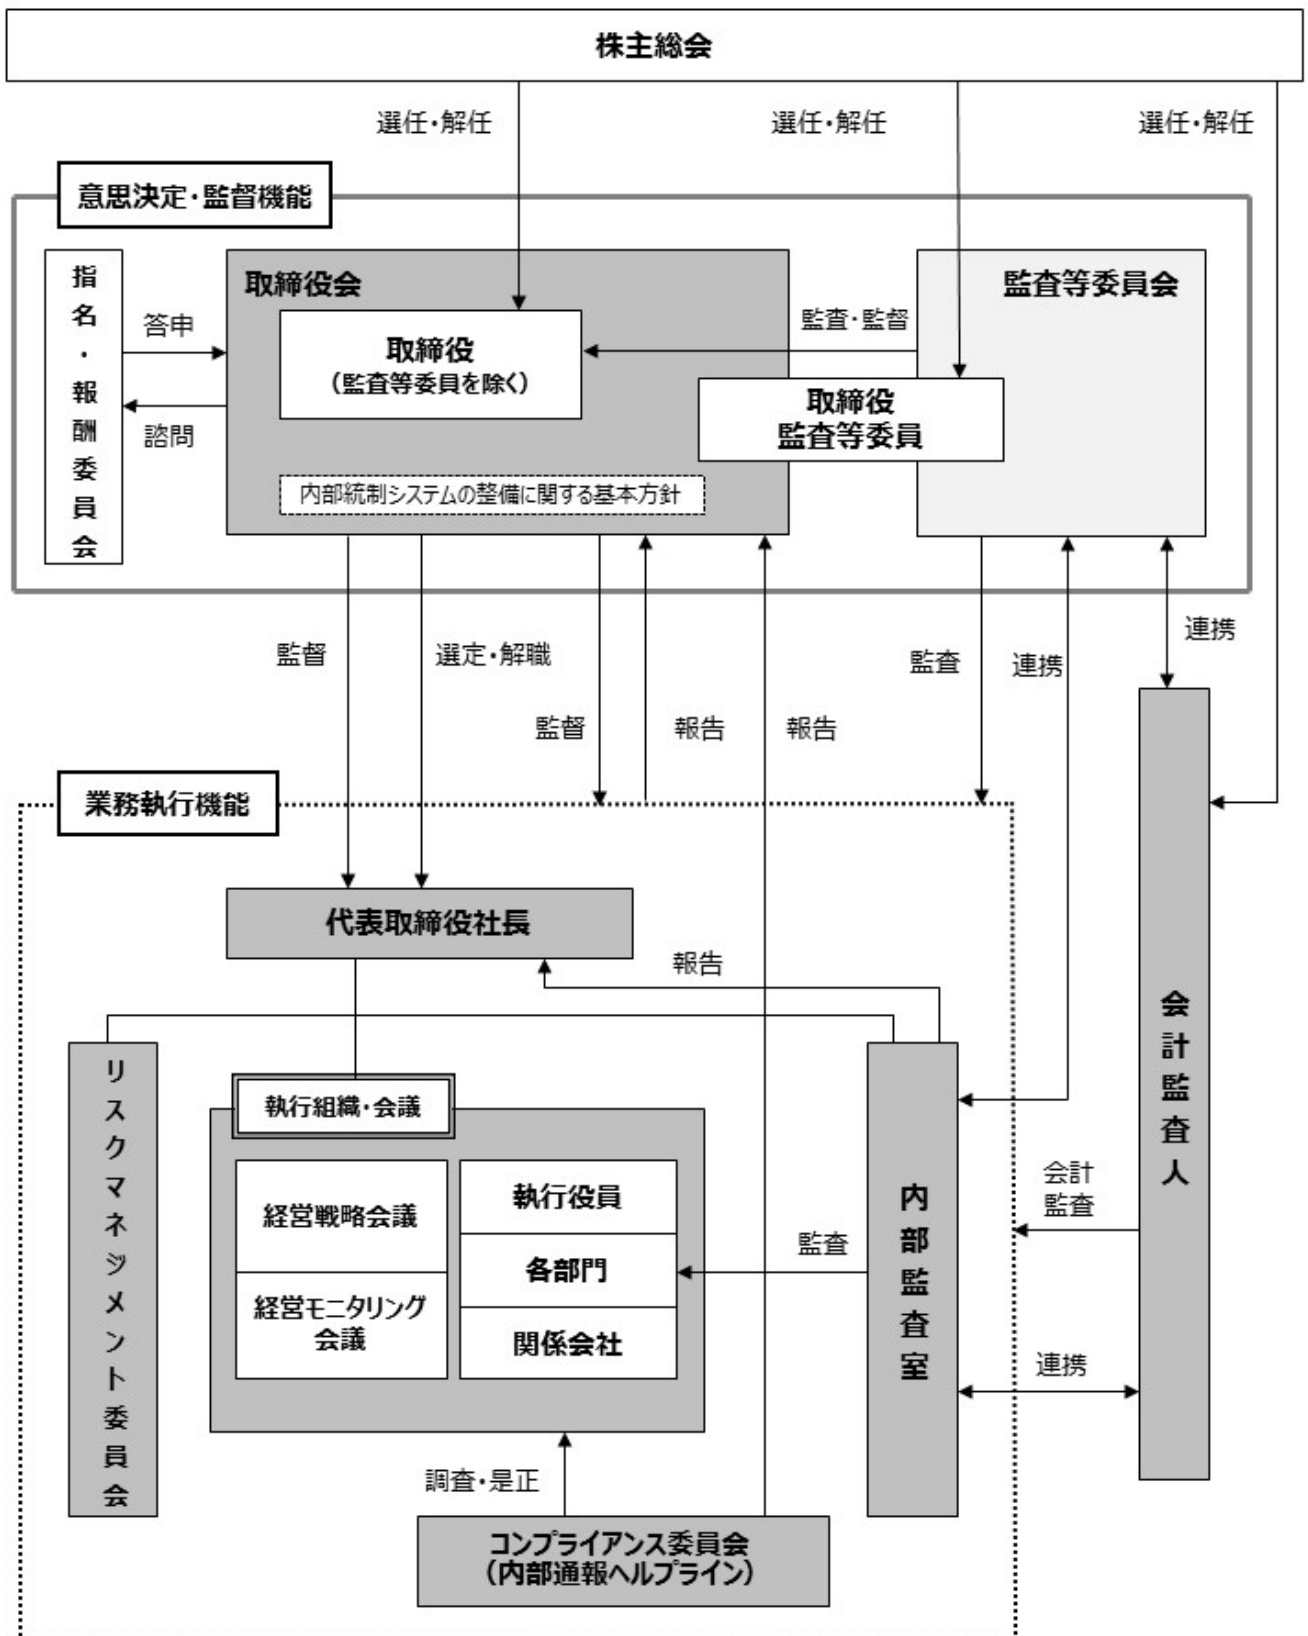 株主総会
選任・解任
選任・解任
選任・解任
意思決定・監督機能
指名・報酬委員会
答申
諮問
取締役会
取締役
（監査等委員を除く）
内部統制システムの整備に関する基本方針
監査・監督
監査等委員会
取締役
監査等委員
監督
選定・解職
監督
報告
報告
監査
連携
連携
業務執行機能
代表取締役社長
報告
リスクマネジメント委員会
執行組織・会議
経営戦略会議
経営モニタリング
会議
執行役員
各部門
関係会社
監査
内部監査室
会計
監査
連携
会計監査人
調査・是正
コンプライアンス委員会
（内部通報ヘルプライン）